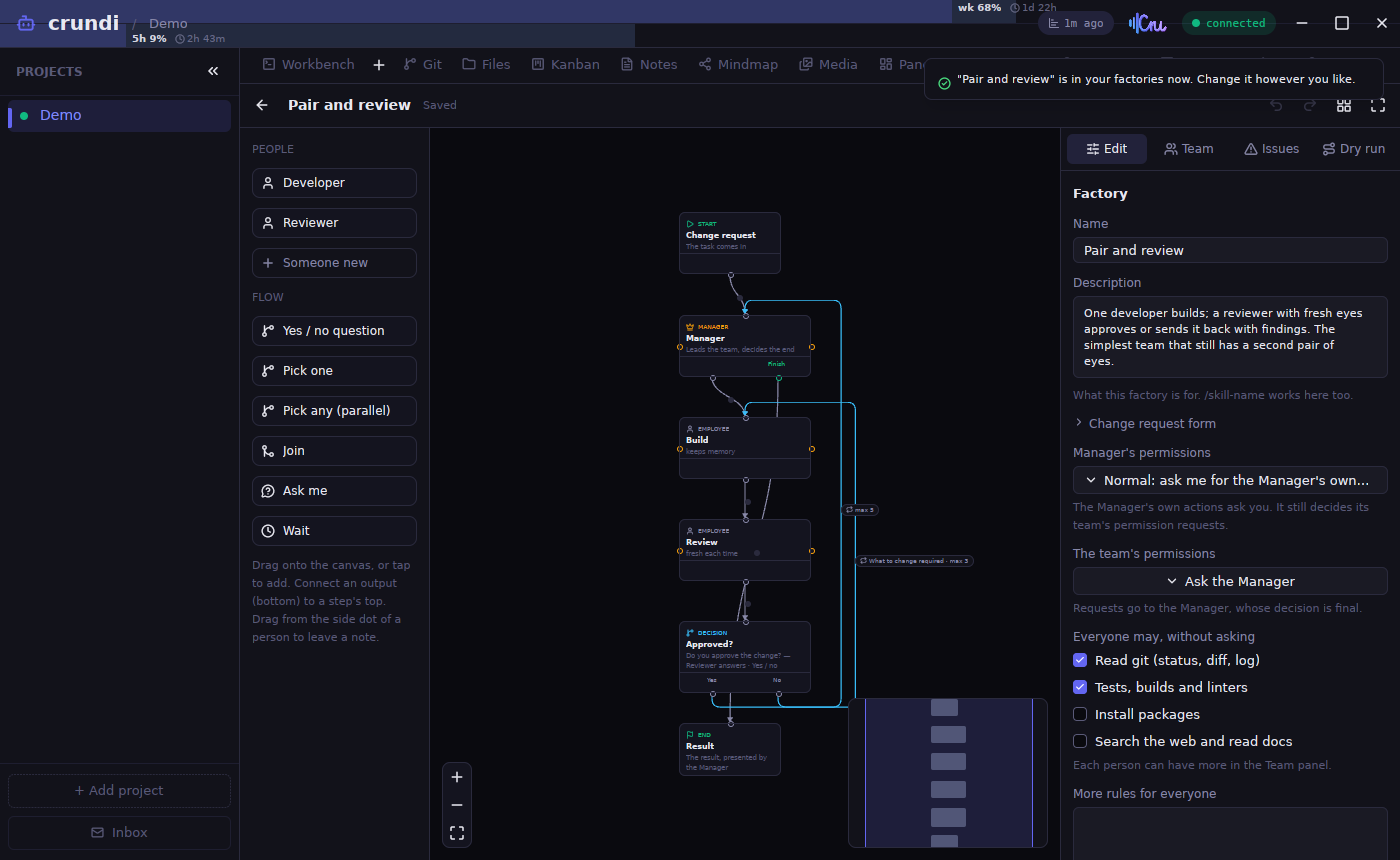 wk 68% 1d 22h
crundi / Demo
5h 9% 2h 43m
1m ago
connected
PROJECTS
Demo
+ Add project
Inbox
Workbench
Git
Files
Kanban
Notes
Mindmap
Media
"Pair and review" is in your factories now. Change it however you like.
Pair and review Saved
PEOPLE
Developer
Reviewer
Someone new
FLOW
Yes / no question
Pick one
Pick any (parallel)
Join
Ask me
Wait
Drag onto the canvas, or tap
to add. Connect an output
(bottom) to a step's top.
Drag from the side dot of a
person to leave a note.
START
Change request
The task comes in
MANAGER
Manager
Leads the team, decides the end
Finish
EMPLOYEE
Build
keeps memory
EMPLOYEE
Review
fresh each time
max 5
What to change required · max 3
DECISION
Approved?
Do you approve the change? —
Reviewer answers · Yes / no
Yes No
END
Result
The result, presented by
the Manager
Edit
Team
Issues
Dry run
Factory
Name
Pair and review
Description
One developer builds; a reviewer with fresh eyes
approves or sends it back with findings. The
simplest team that still has a second pair of
eyes.
What this factory is for. /skill-name works here too.
Change request form
Manager's permissions
Normal: ask me for the Manager's own...
The Manager's own actions ask you. It still decides its
team's permission requests.
The team's permissions
Ask the Manager
Requests go to the Manager, whose decision is final.
Everyone may, without asking
Read git (status, diff, log)
Tests, builds and linters
Install packages
Search the web and read docs
Each person can have more in the Team panel.
More rules for everyone